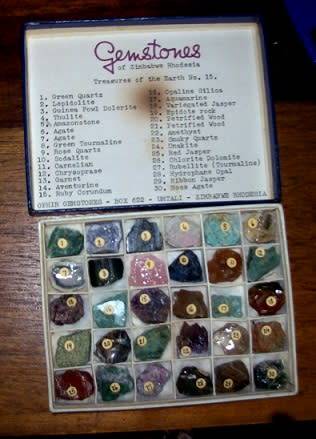 Gemstones
of Zimbabwe Rhodesia
Treasures of the Earth No. 15.
1. Green Quartz
2. Lepidolite
3. Guinea Fowl Dolerite
4. Thulite
5. Amazonstone
6. Agate
7. Agate
8. Green Tourmaline
9. Rose Quartz
10. Sodalite
11. Carnelian
12. Chrysoprase
13. Garnet
14. Aventurine
15. Ruby Corundum
16. Opaline Silica
17. Aquamarine
18. Variegated Jasper
19. Epidote rock
20. Petrified Wood
21. Petrified Wood
22. Amethyst
23. Smoky Quartz
24. Unakite
25. Red Jasper
26. Chlorite Dolomite
27. Rubellite (Tourmaline)
28. Hydrophane Opal
29. Ribbon Jasper
30. Moss Agate
OPHIR GEMSTONES - BOX 622 - UMTALI - ZIMBABWE RHODESIA